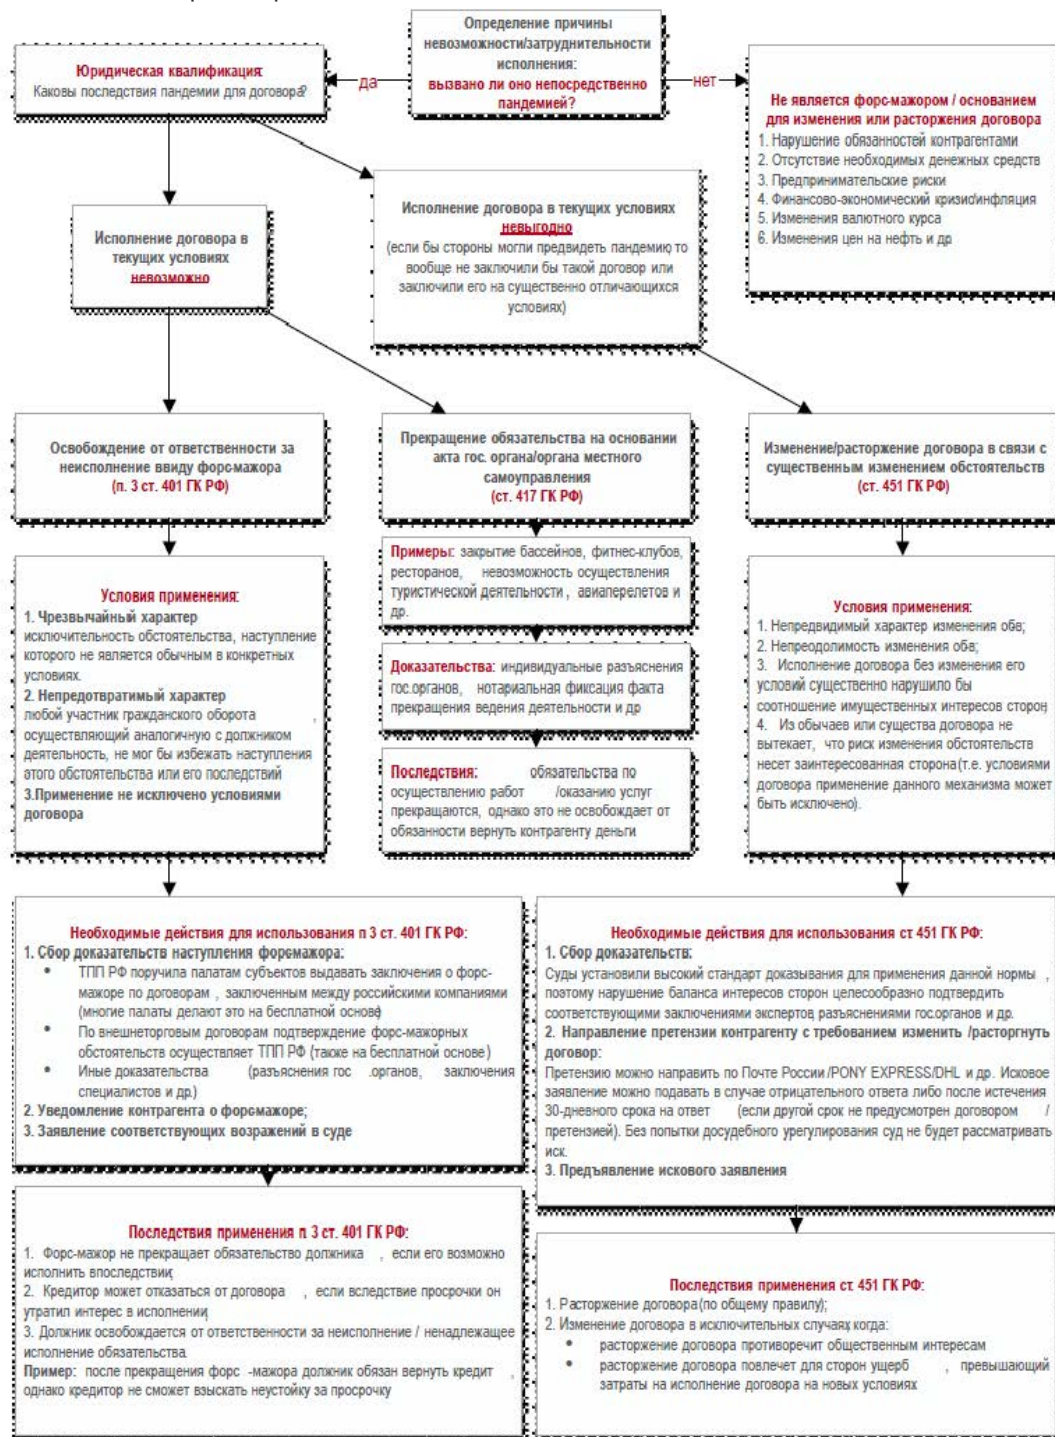 Определение причины
невозможности/затруднительности
исполнения:
вызвано ли оно непосредственно
пандемией?
да
нет
Юридическая квалификация:
Каковы последствия пандемии для договора?
Не является форс-мажором / основанием
для изменения или расторжения договора
1. Нарушение обязанностей контрагентами
2. Отсутствие необходимых денежных средств
3. Предпринимательские риски
4. Финансово-экономический кризис/инфляция
5. Изменения валютного курса
6. Изменения цен на нефть и др.
Исполнение договора в
текущих условиях
невозможно
Исполнение договора в текущих условиях
невыгодно
(если бы стороны могли предвидеть пандемию, то
вообще не заключили бы такой договор или
заключили его на существенно отличающихся
условиях)
Освобождение от ответственности за
неисполнение ввиду форс-мажора
(п. 3 ст. 401 ГК РФ)
Прекращение обязательства на основании
акта гос. органа/органа местного
самоуправления
(ст. 417 ГК РФ)
Изменение/расторжение договора в связи с
существенным изменением обстоятельств
(ст. 451 ГК РФ)
Условия применения:
1. Чрезвычайный характер
исключительность обстоятельства, наступление
которого не является обычным в конкретных
условиях.
2. Непредотвратимый характер
любой участник гражданского оборота ,
осуществляющий аналогичную с должником
деятельность, не мог бы избежать наступления
этого обстоятельства или его последствий
3.Применение не исключено условиями
договора
Примеры: закрытие бассейнов, фитнес-клубов,
ресторанов, невозможность осуществления
туристической деятельности , авиаперелетов и
др.
Доказательства: индивидуальные разъяснения
гос.органов, нотариальная фиксация факта
прекращения ведения деятельности и др
Последствия: обязательства по
осуществлению работ /оказанию услуг
прекращаются, однако это не освобождает от
обязанности вернуть контрагенту деньги
Условия применения:
1. Непредвидимый характер изменения об-в;
2. Непреодолимость изменения об-в;
3. Исполнение договора без изменения его
условий существенно нарушило бы
соотношение имущественных интересов сторон;
4. Из обычаев или существа договора не
вытекает, что риск изменения обстоятельств
несет заинтересованная сторона(т.е. условиями
договора применение данного механизма может
быть исключено).
Необходимые действия для использования п. 3 ст. 401 ГК РФ:
1. Сбор доказательств наступления форс-мажора:
• ТПП РФ поручила палатам субъектов выдавать заключения о форс-
мажоре по договорам , заключенным между российскими компаниями
(многие палаты делают это на бесплатной основе)
• По внешнеторговым договорам подтверждение форс-мажорных
обстоятельств осуществляет ТПП РФ (также на бесплатной основе)
• Иные доказательства (разъяснения гос .органов, заключения
специалистов и др.)
2. Уведомление контрагента о форс-мажоре;
3. Заявление соответствующих возражений в суде
Необходимые действия для использования ст. 451 ГК РФ:
1. Сбор доказательств:
Суды установили высокий стандарт доказывания для применения данной нормы ,
поэтому нарушение баланса интересов сторон целесообразно подтвердить
соответствующими заключениями экспертов, разъяснениями гос.органов и др.
2. Направление претензии контрагенту с требованием изменить /расторгнуть
договор:
Претензию можно направить по Почте России /PONY EXPRESS/DHL и др. Исковое
заявление можно подавать в случае отрицательного ответа либо после истечения
30-дневного срока на ответ (если другой срок не предусмотрен договором /
претензией). Без попытки досудебного урегулирования суд не будет рассматривать
иск.
3. Предъявление искового заявления
Последствия применения п. 3 ст. 401 ГК РФ:
1. Форс-мажор не прекращает обязательство должника , если его возможно
исполнить впоследствии;
2. Кредитор может отказаться от договора , если вследствие просрочки он
утратил интерес в исполнении;
3. Должник освобождается от ответственности за неисполнение / ненадлежащее
исполнение обязательства.
Пример: после прекращения форс -мажора должник обязан вернуть кредит ,
однако кредитор не сможет взыскать неустойку за просрочку
Последствия применения ст. 451 ГК РФ:
1. Расторжение договора (по общему правилу);
2. Изменение договора в исключительных случаях, когда:
• расторжение договора противоречит общественным интересам
• расторжение договора повлечет для сторон ущерб , превышающий
затраты на исполнение договора на новых условиях